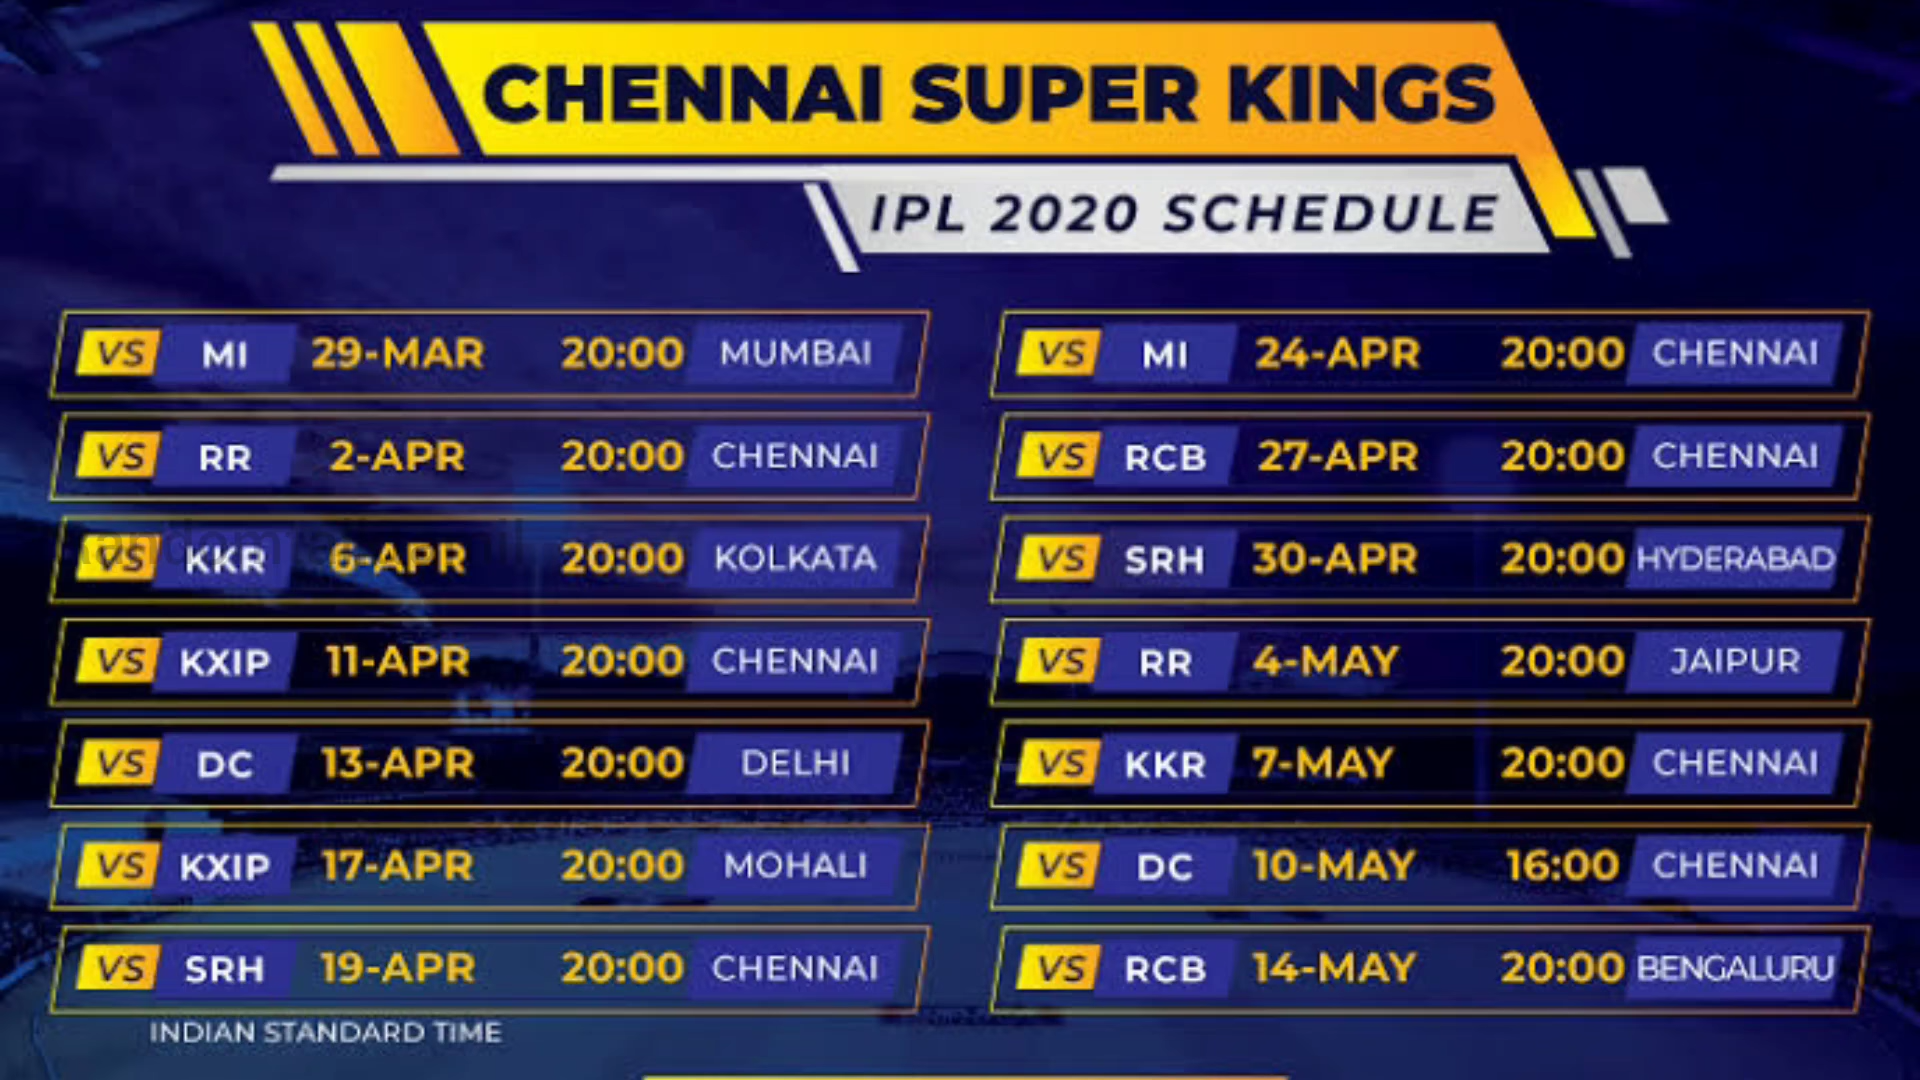 CHENNAI SUPER KINGS
IPL 2020 SCHEDULE
VS MI 29-MAR 20:00 MUMBAI
VS RR 2-APR 20:00 CHENNAI
VS KKR 6-APR 20:00 KOLKATA
VS KXIP 11-APR 20:00 CHENNAI
VS DC 13-APR 20:00 DELHI
VS KXIP 17-APR 20:00 MOHALI
VS SRH 19-APR 20:00 CHENNAI
VS MI 24-APR 20:00 CHENNAI
VS RCB 27-APR 20:00 CHENNAI
VS SRH 30-APR 20:00 HYDERABAD
VS RR 4-MAY 20:00 JAIPUR
VS KKR 7-MAY 20:00 CHENNAI
VS DC 10-MAY 16:00 CHENNAI
VS RCB 14-MAY 20:00 BENGALURU
INDIAN STANDARD TIME